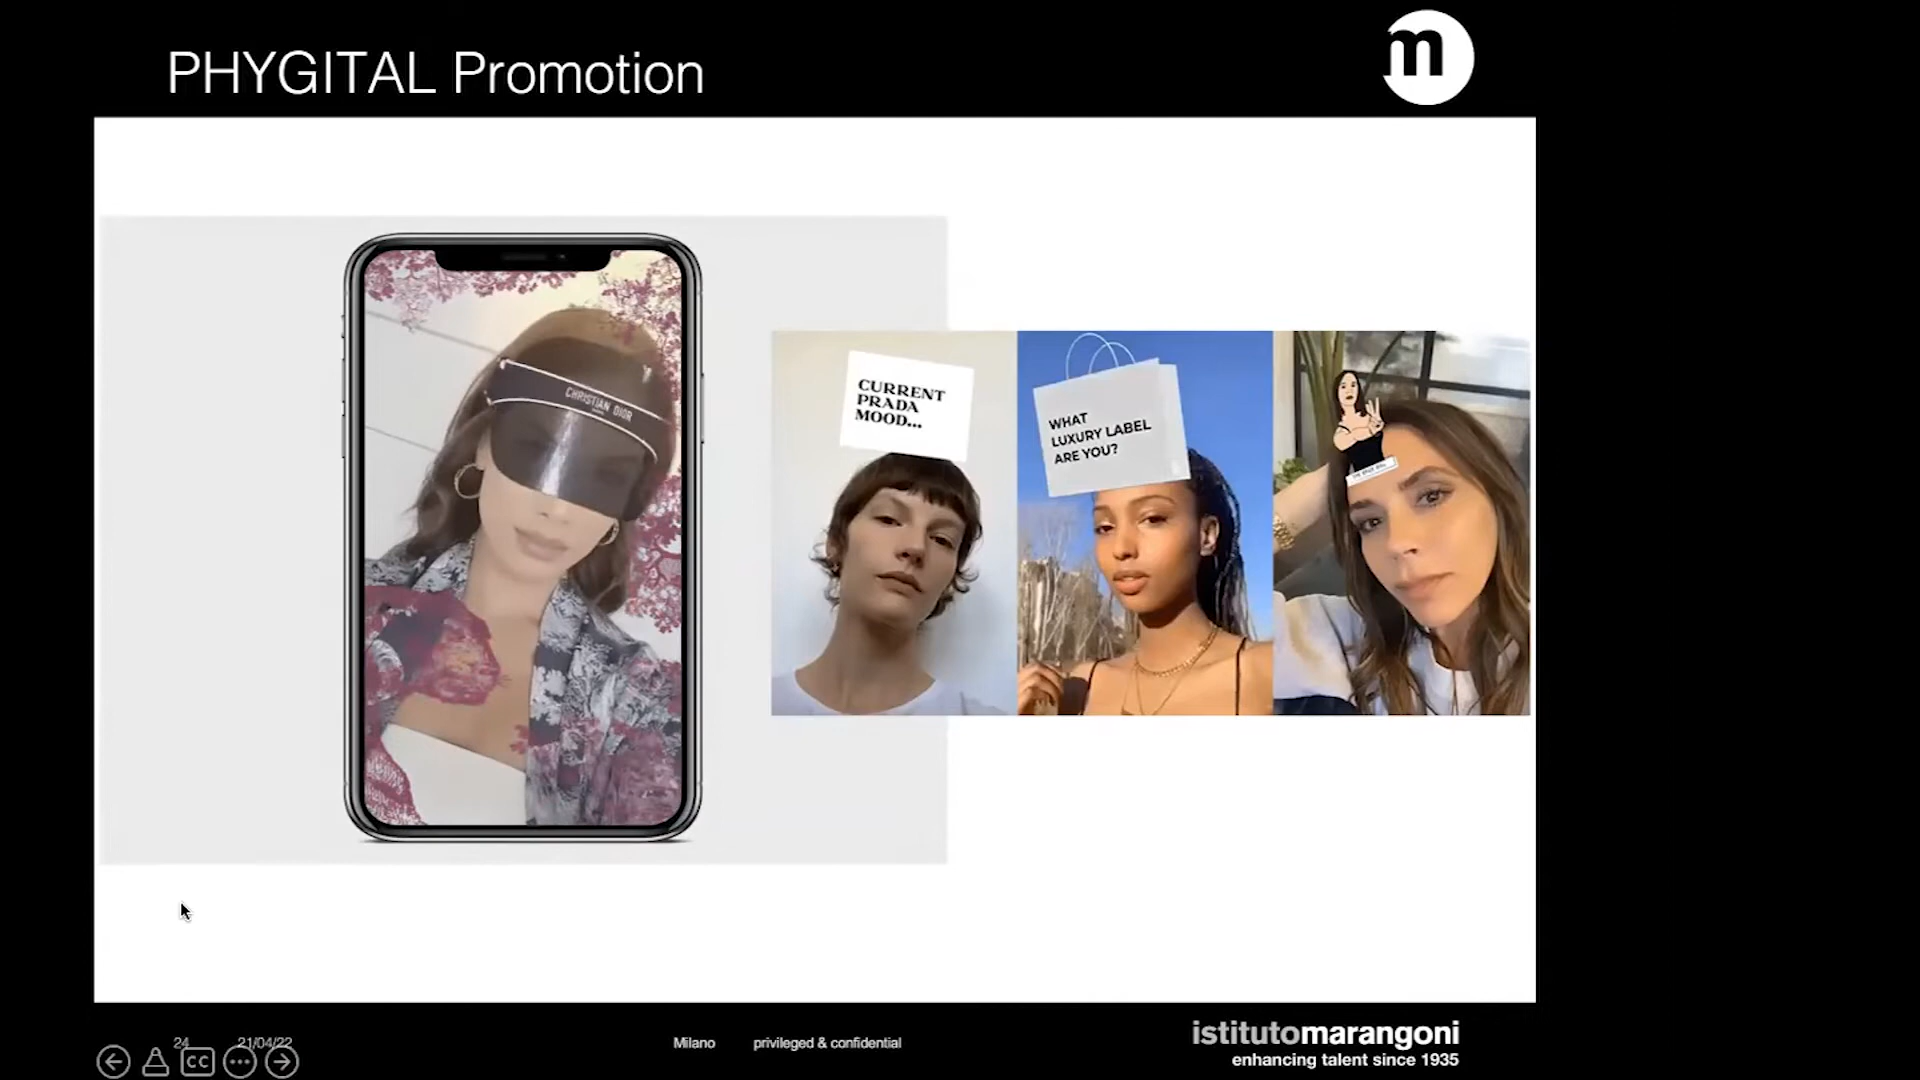 PHYGITAL Promotion
m
CHRISTIAN DIOR
CURRENT
PRADA
MOOD...
WHAT
LUXURY LABEL
ARE YOU?
24
21/04/22
Milano
privileged & confidential
istitutomarangoni
enhancing talent since 1935
CC